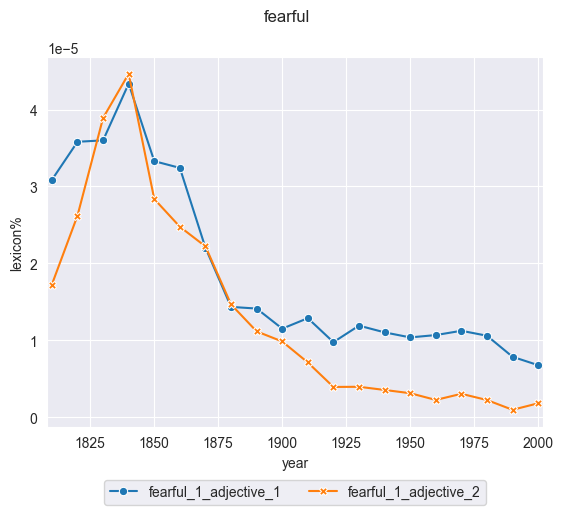 fearful
1e−5
4
3
2
1
0
lexicon%
1825 1850 1875 1900 1925 1950 1975 2000
year
fearful_1_adjective_1 fearful_1_adjective_2